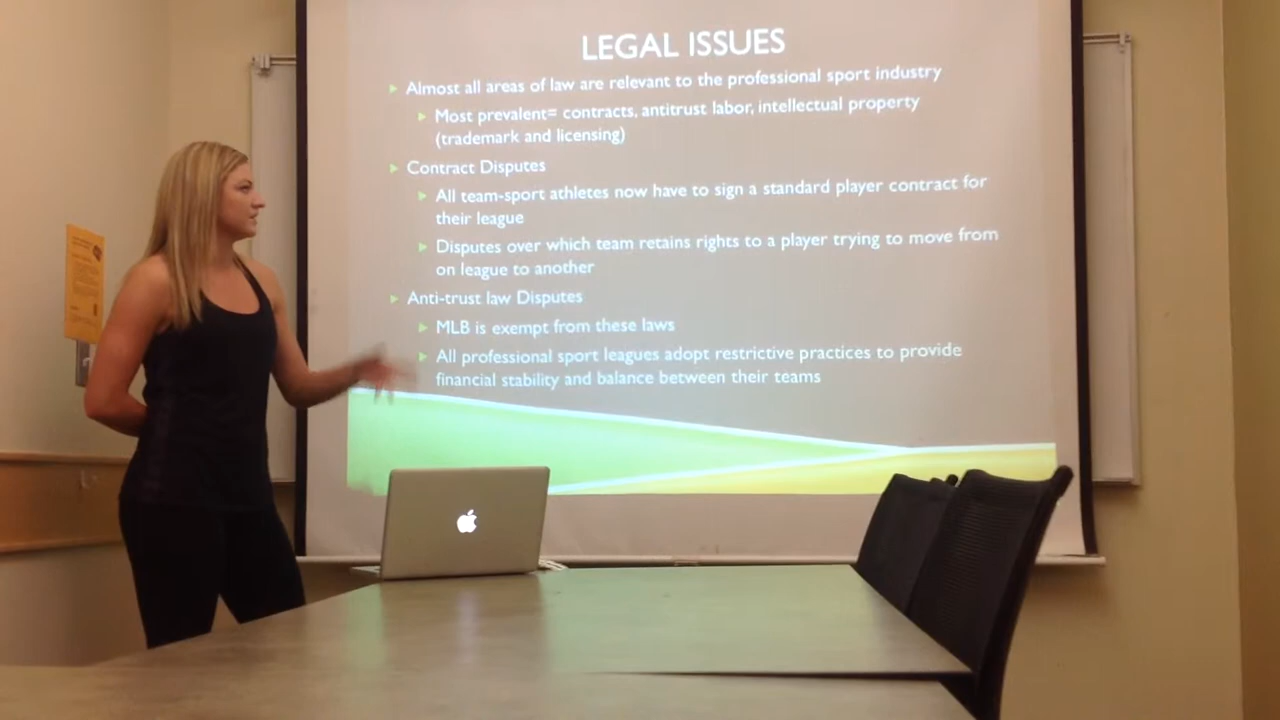 LEGAL ISSUES
Almost all areas of law are relevant to the professional sport industry
Most prevalent= contracts, antitrust labor, intellectual property
(trademark and licensing)
Contract Disputes
All team-sport athletes now have to sign a standard player contract for
their league
Disputes over which team retains rights to a player trying to move from
on league to another
Anti-trust law Disputes
MLB is exempt from these laws
All professional sport leagues adopt restrictive practices to provide
financial stability and balance between their teams